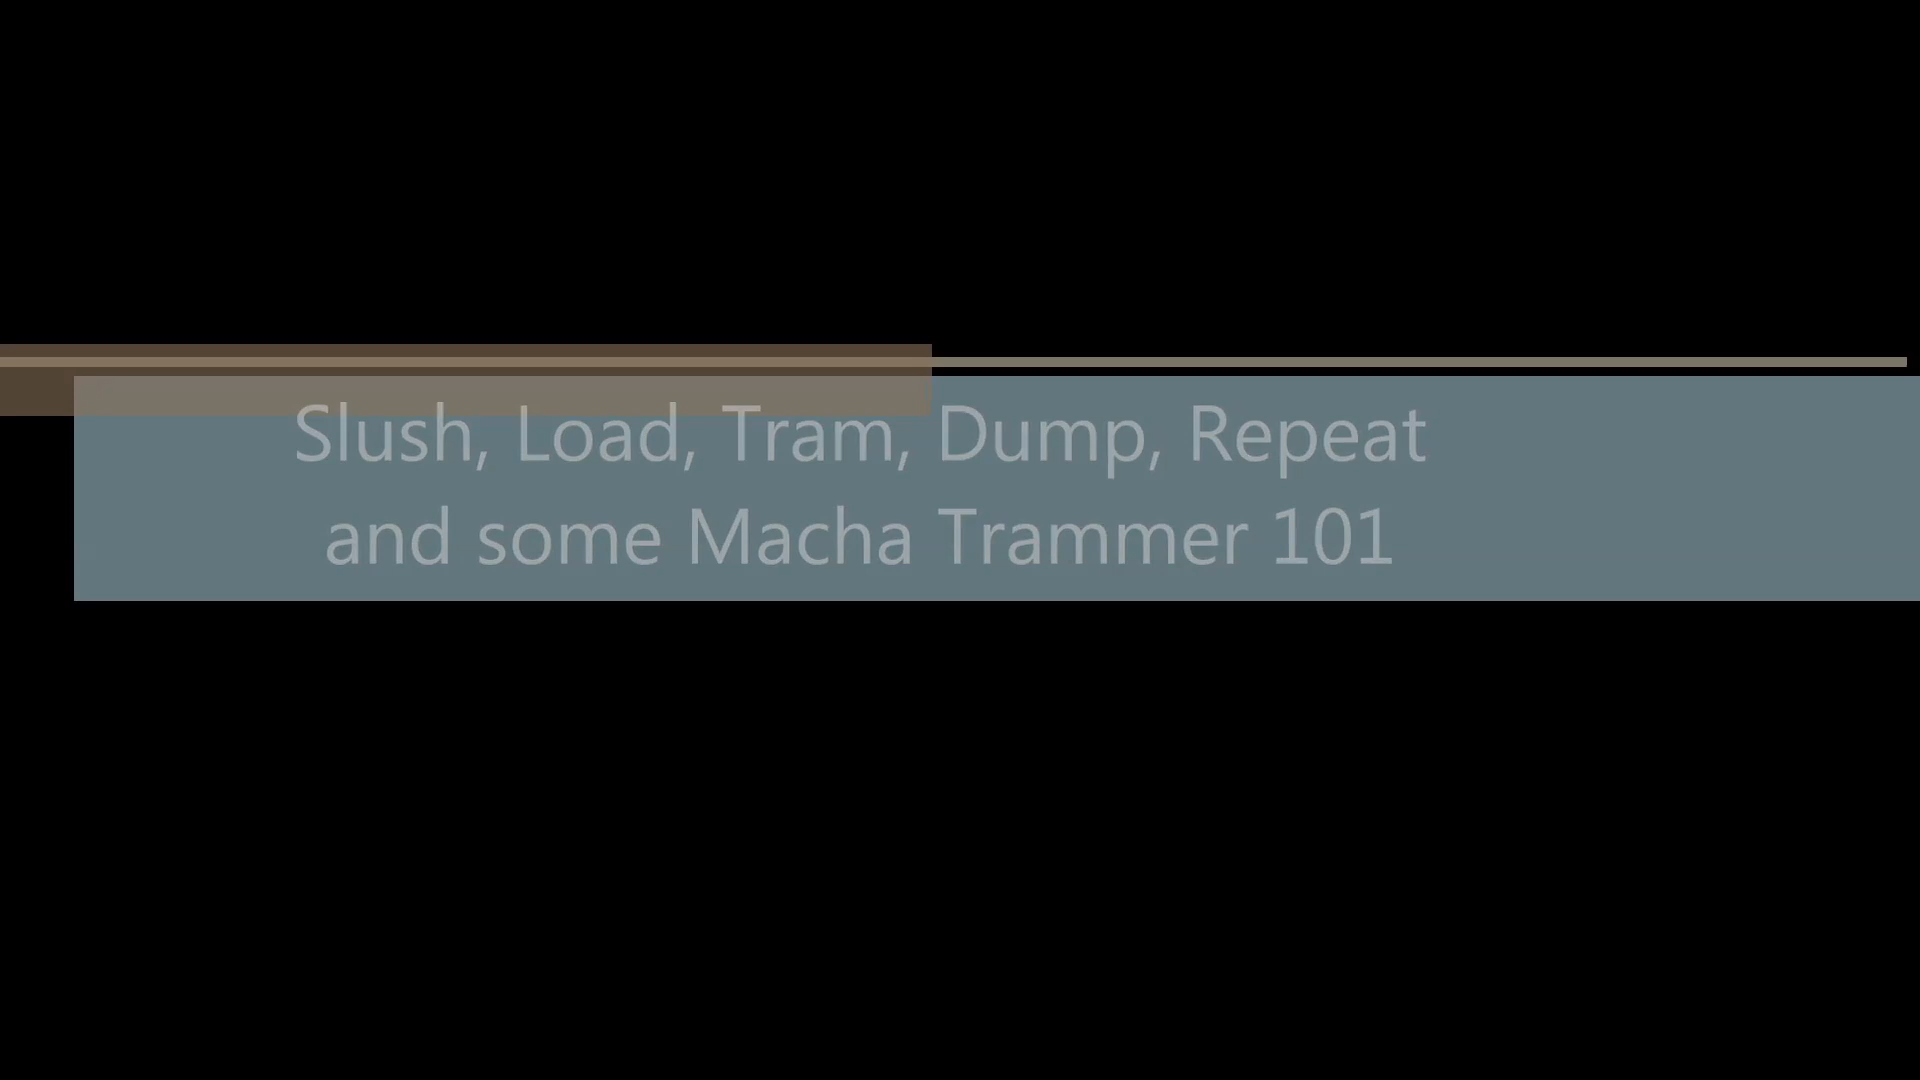 Slush, Load, Tram, Dump, Repeat
and some Macha Trammer 101